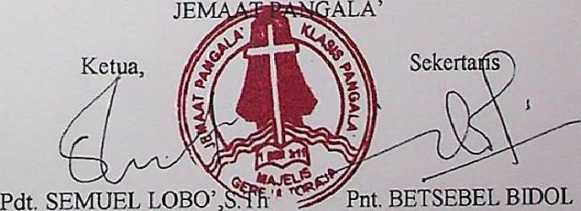 JEMAAT PANGALA’
Ketua, Sekertaris
JEMAAT PANGALA' KLASIS PANGALA'
MAJELIS
GEREJA TORAJA
Pdt. SEMUEL LOBO’,S.Th Pnt. BETSEBEL BIDOL